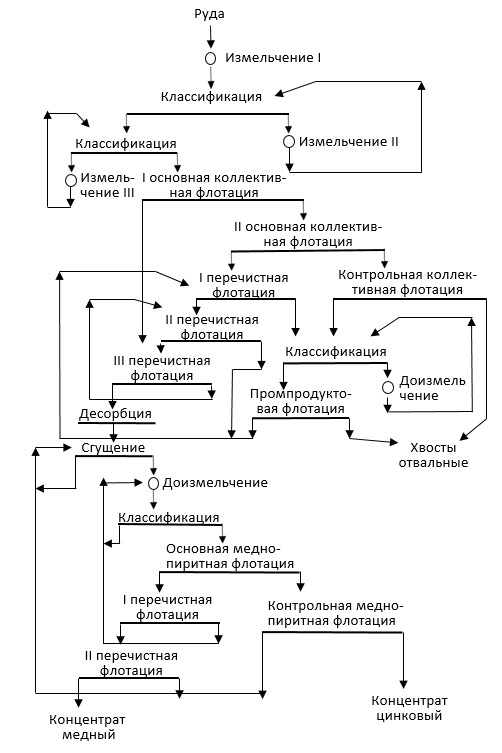 Руда
Измельчение I
Классификация
Измельчение II
Классификация
Измель-
чение III
I основная коллектив-
ная флотация
II основная коллектив-
ная флотация
I перечистная
флотация
Контрольная коллек-
тивная флотация
II перечистная
флотация
Классификация
III перечистная
флотация
Доизмель
чение
Промпродукто-
вая флотация
Десорбция
Хвосты
отвальные
Сгущение
Доизмельчение
Классификация
Основная медно-
пиритная флотация
I перечистная
флотация
Контрольная медно-
пиритная флотация
II перечистная
флотация
Концентрат
цинковый
Концентрат
медный